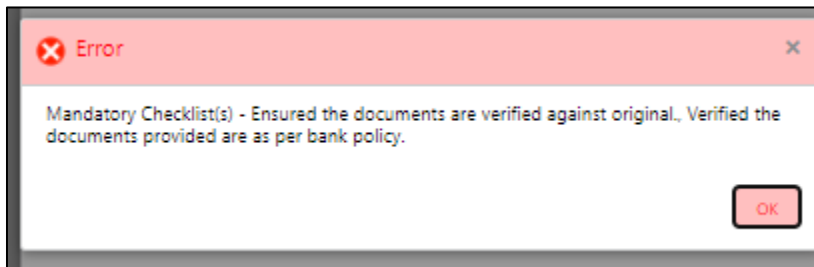 Error
Mandatory Checklist(s) - Ensured the documents are verified against original., Verified the
documents provided are as per bank policy.
OK